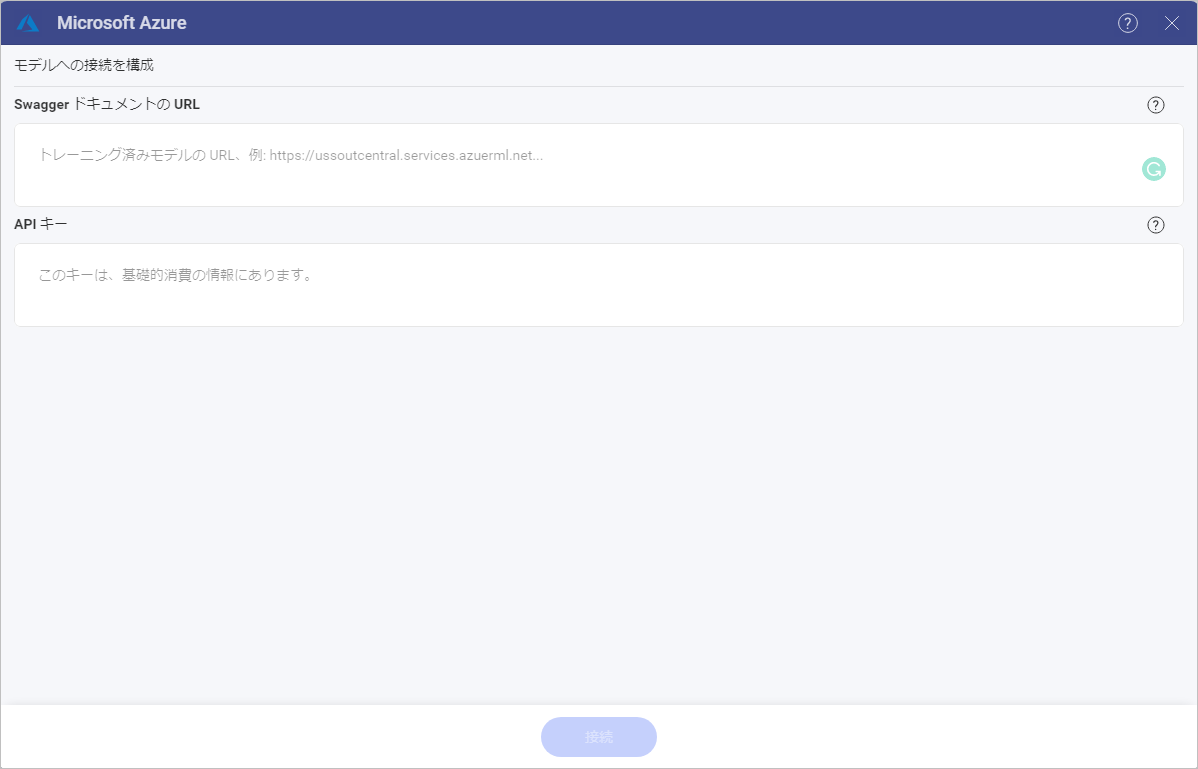 Microsoft Azure
モデルへの接続を構成
Swagger ドキュメントの URL
トレーニング済みモデルの URL、例: https://ussoutcentral.services.azuerml.net...
API キー
このキーは、基礎的消費の情報にあります。
接続